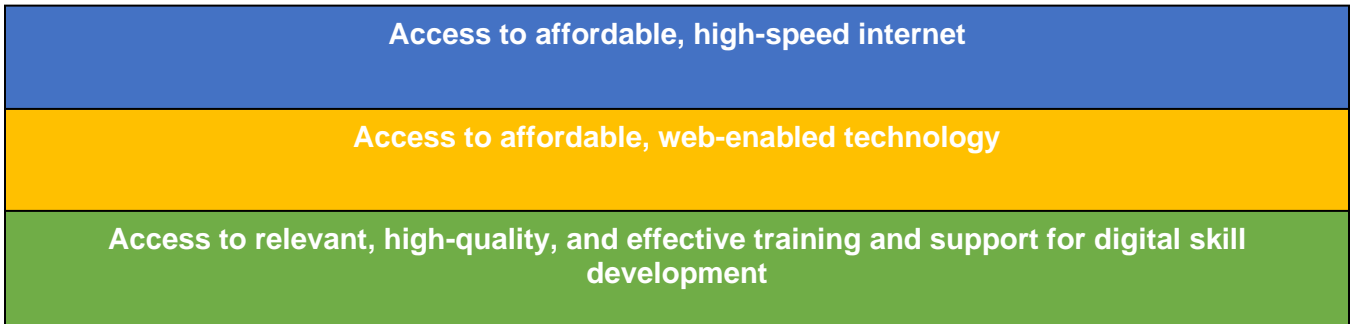 Access to affordable, high-speed internet
Access to affordable, web-enabled technology
Access to relevant, high-quality, and effective training and support for digital skill
development